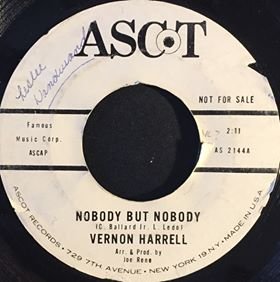 ASCOT
Leslie
NOT FOR SALE
Famous
Music Corp.
ASCAP
2:11
AS 2144A
NOBODY BUT NOBODY
(C. Ballard Jr. L. Ledo)
VERNON HARRELL
Arr. & Prod. by
Joe Rene
ASCOT RECORDS • 729 7TH AVENUE • NEW YORK 19, N.Y. • MADE IN U.S.A.